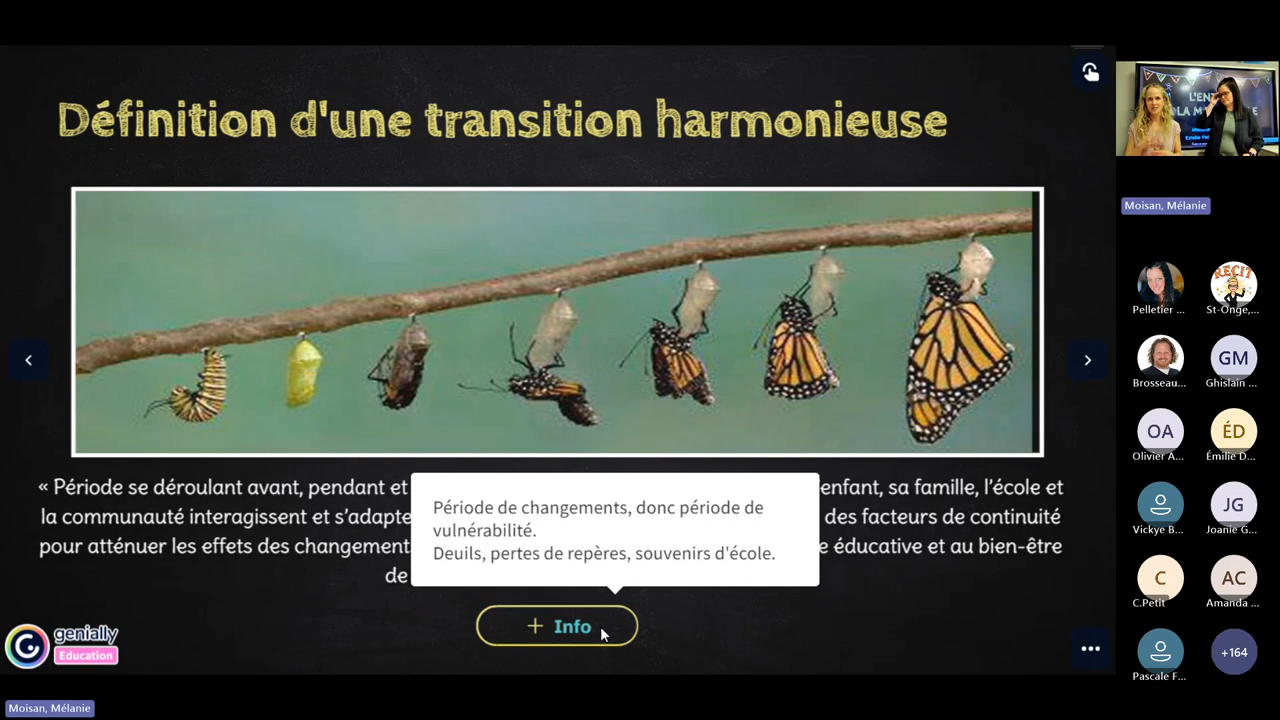 Définition d'une transition harmonieuse
« Période se déroulant avant, pendant et
enfant, sa famille, l'école et
la communauté interagissent et s'adapte
des facteurs de continuité
pour atténuer les effets des changement
éducative et au bien-être
de
Période de changements, donc période de
vulnérabilité.
Deuils, pertes de repères, souvenirs d'école.
+ Info
genially
Education
Moisan, Mélanie
L'ENT
Moisan, Mélanie
Pelletier ...
RÉCIT
St-Onge,...
Brosseau...
GM
Ghislain ...
OA
Olivier A...
ÉD
Émilie D...
Vickye B...
JG
Joanie G...
C
C.Petit
AC
Amanda ...
Pascale F...
+164